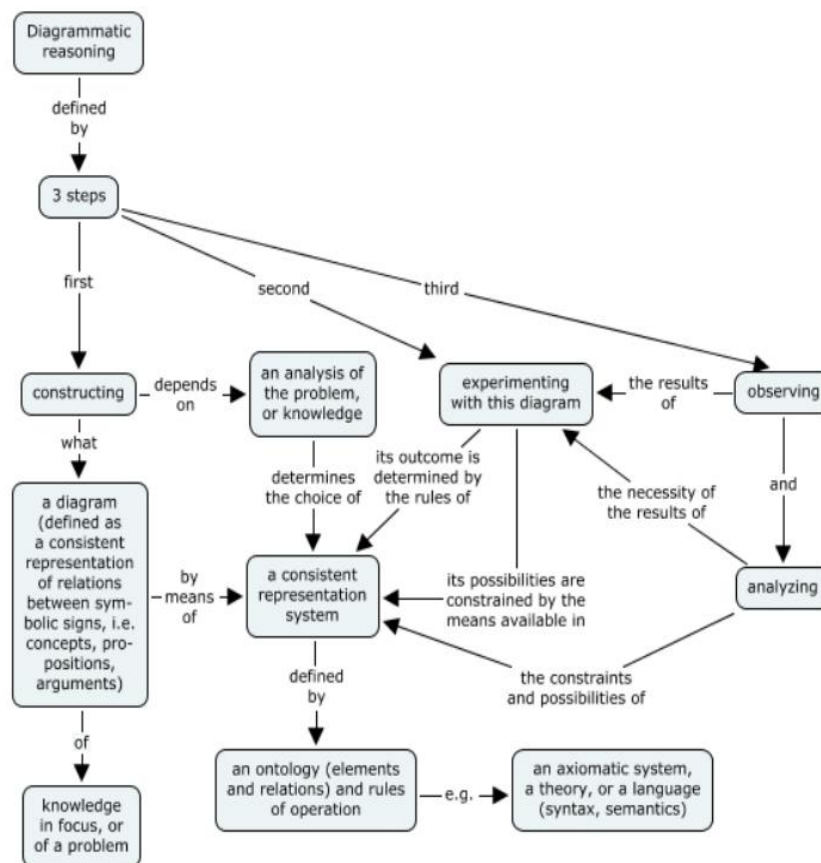 Diagrammatic
reasoning
defined
by
3 steps
first
second
third
constructing
depends
on
an analysis of
the problem,
or knowledge
experimenting
with this diagram
the results
of
observing
what
determines
the choice of
its outcome is
determined by
the rules of
the necessity of
the results of
and
a diagram
(defined as
a consistent
representation
of relations
between sym-
bolic signs, i.e.
concepts, pro-
positions,
arguments)
by
means
of
a consistent
representation
system
its possibilities are
constrained by the
means available in
analyzing
defined
by
the constraints
and possibilities of
of
knowledge
in focus, or
of a problem
an ontology (elements
and relations) and rules
of operation
e.g.
an axiomatic system,
a theory, or a language
(syntax, semantics)